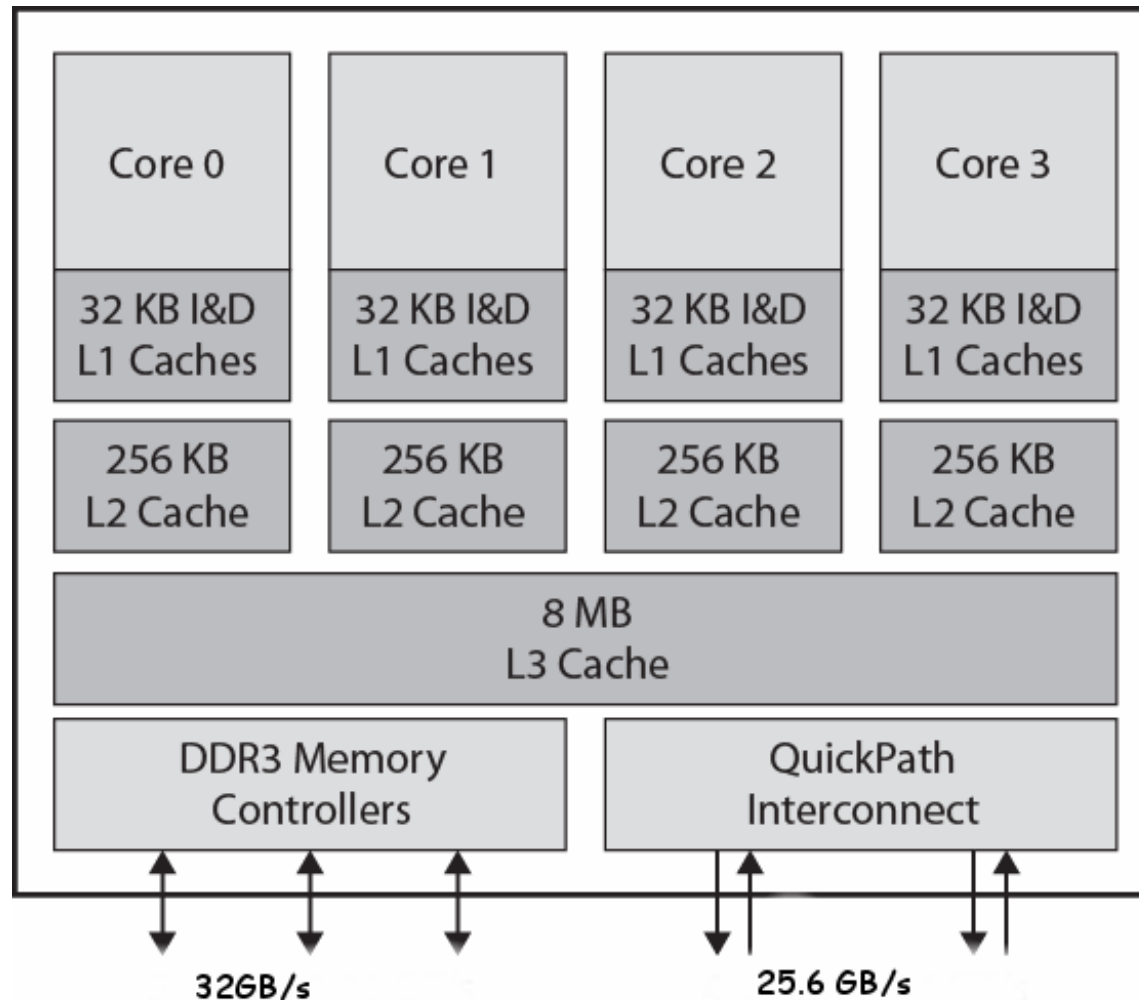 Core 0
Core 1
Core 2
Core 3
32 KB I&D
L1 Caches
32 KB I&D
L1 Caches
32 KB I&D
L1 Caches
32 KB I&D
L1 Caches
256 KB
L2 Cache
256 KB
L2 Cache
256 KB
L2 Cache
256 KB
L2 Cache
8 MB
L3 Cache
DDR3 Memory
Controllers
QuickPath
Interconnect
32GB/s
25.6 GB/s